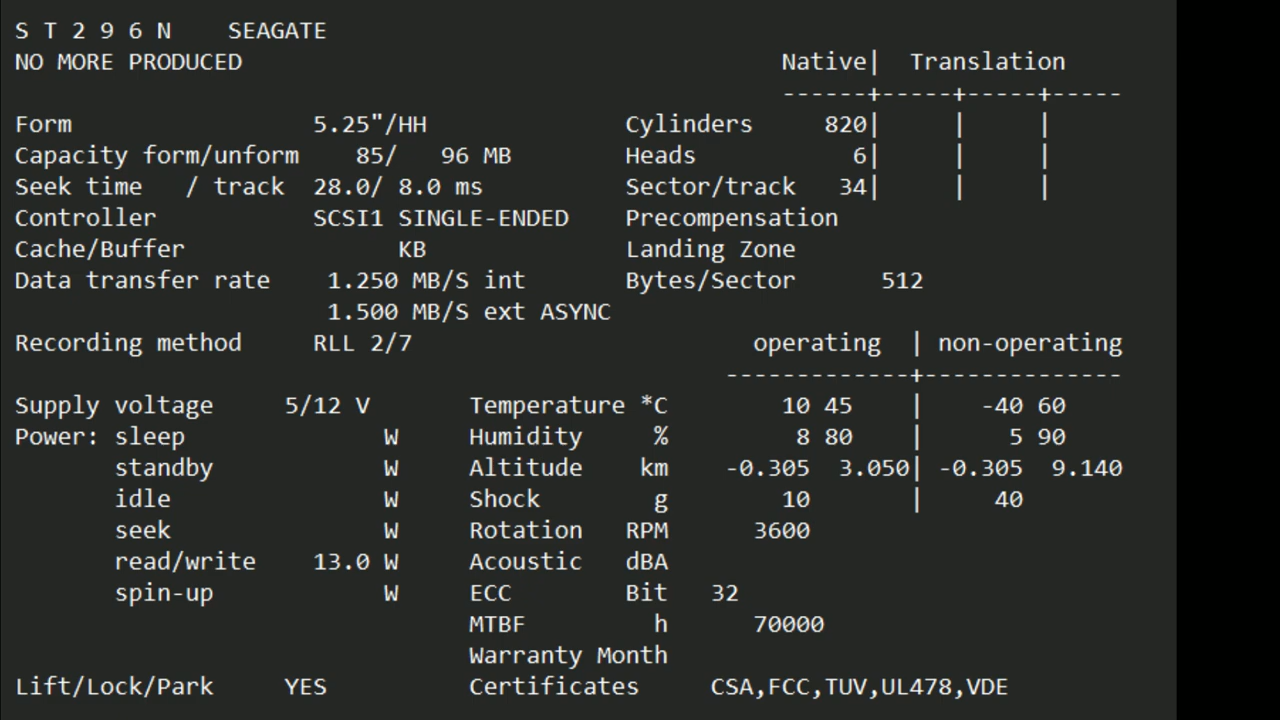 S T 2 9 6 N    SEAGATE
NO MORE PRODUCED                                      Native|  Translation
                                                      ------+-----+-----+-----
Form                 5.25"/HH              Cylinders     820|     |     |
Capacity form/unform    85/   96 MB        Heads           6|     |     |
Seek time   / track  28.0/ 8.0 ms          Sector/track   34|     |     |
Controller           SCSI1 SINGLE-ENDED    Precompensation
Cache/Buffer               KB              Landing Zone
Data transfer rate    1.250 MB/S int       Bytes/Sector      512
                      1.500 MB/S ext ASYNC
Recording method     RLL 2/7                        operating  | non-operating
                                                  -------------+--------------
Supply voltage     5/12 V       Temperature *C        10 45    |    -40 60
Power: sleep              W     Humidity     %         8 80    |      5 90
       standby            W     Altitude    km    -0.305  3.050| -0.305  9.140
       idle               W     Shock        g        10       |     40
       seek               W     Rotation   RPM      3600
       read/write    13.0 W     Acoustic   dBA
       spin-up            W     ECC        Bit   32
                                MTBF         h      70000
                                Warranty Month
Lift/Lock/Park     YES          Certificates     CSA,FCC,TUV,UL478,VDE